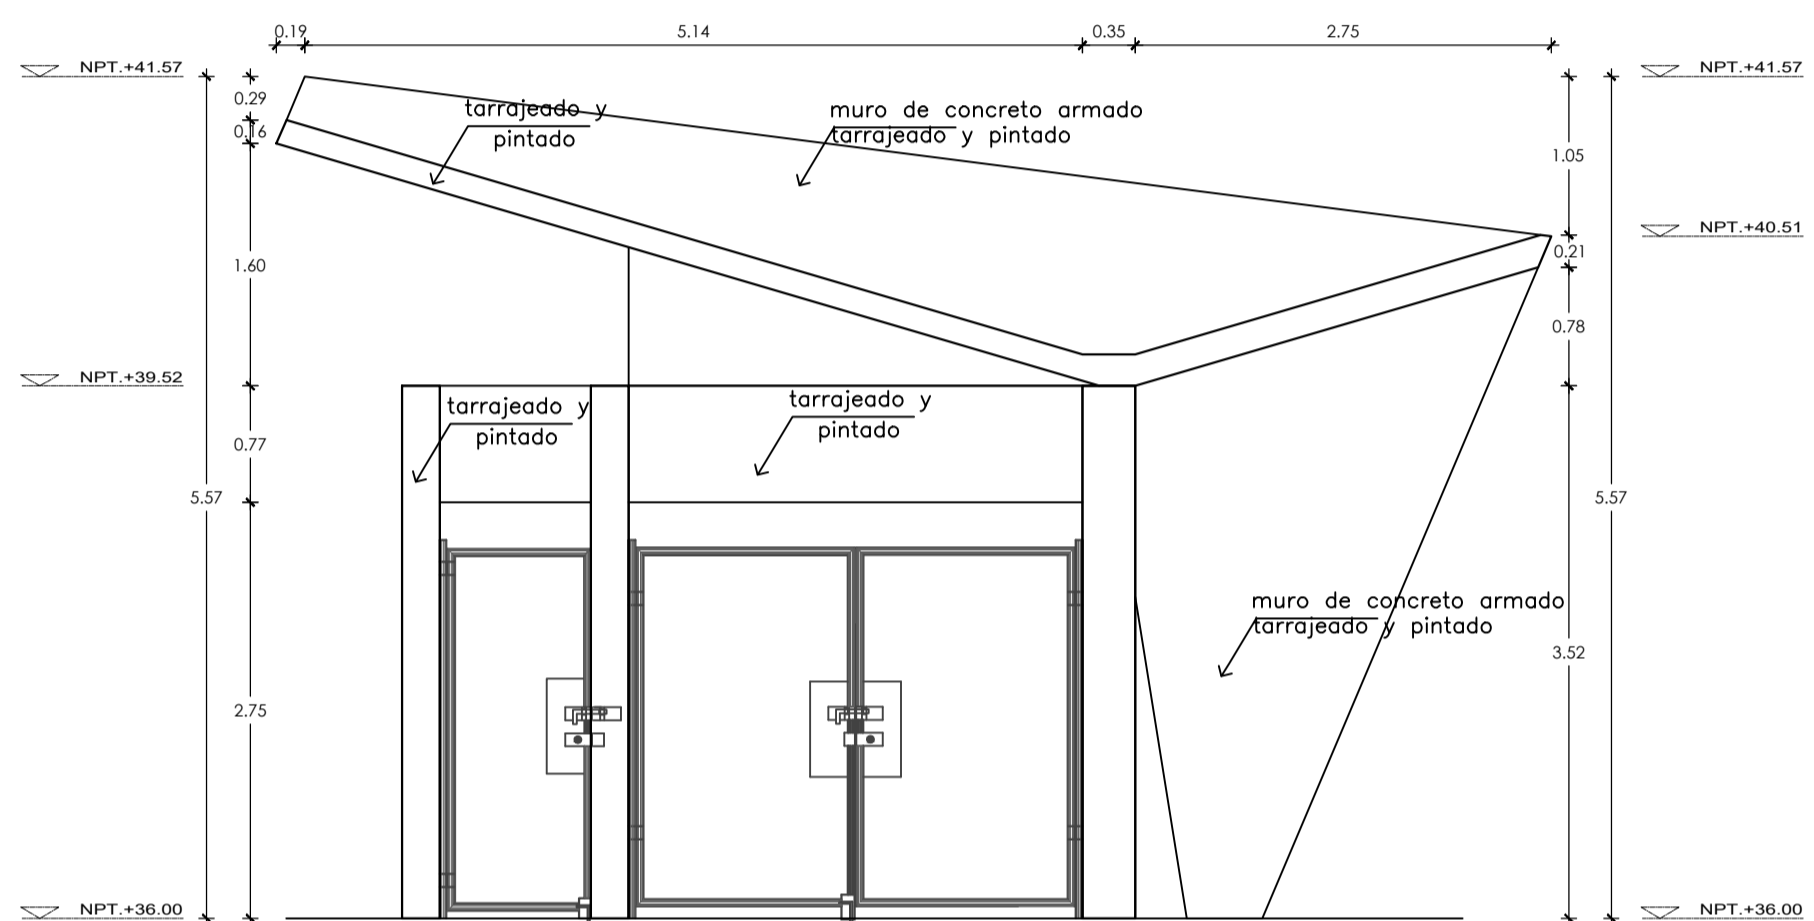 0.19 5.14 0.35 2.75
NPT.+41.57
NPT.+41.57
0.29
0.16
tarrajeado y
pintado
muro de concreto armado
tarrajeado y pintado
1.05
NPT.+40.51
0.21
1.60
0.78
NPT.+39.52
tarrajeado y
pintado
tarrajeado y
pintado
0.77
5.57
5.57
muro de concreto armado
tarrajeado y pintado
3.52
2.75
NPT.+36.00
NPT.+36.00